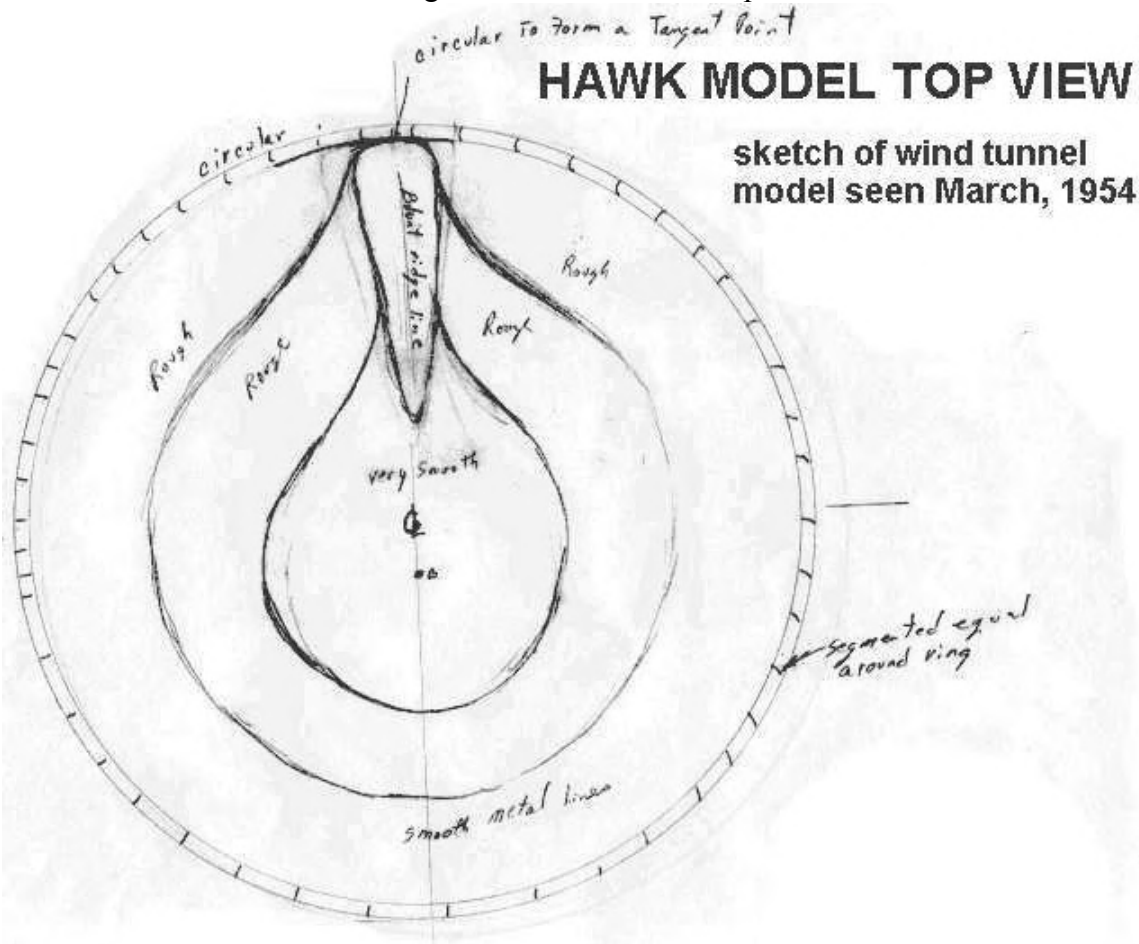 circular To Form a Tangent Point
HAWK MODEL TOP VIEW
sketch of wind tunnel
model seen March, 1954
circular
Blunt ridge line
Rough
Rough
Rough
Rough
very smooth
B
segmented equal
around ring
smooth metal lines